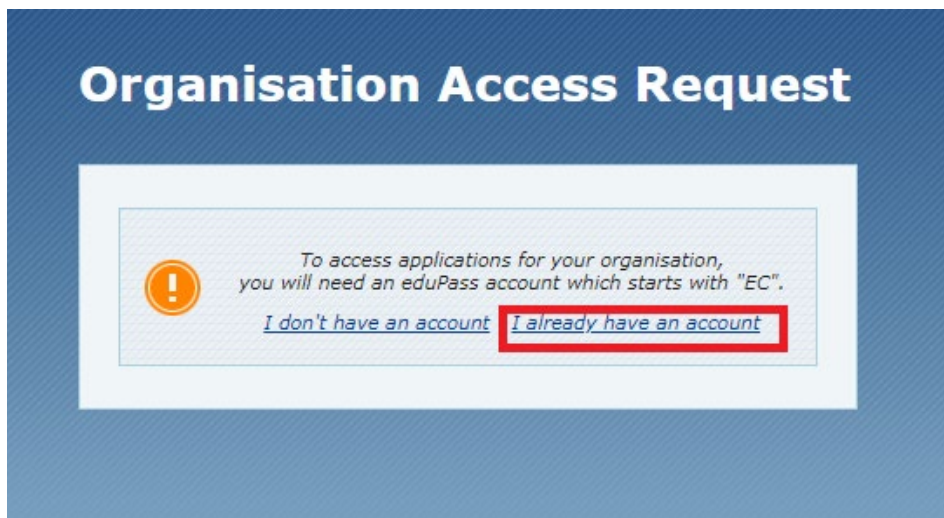 Organisation Access Request
To access applications for your organisation,
you will need an eduPass account which starts with "EC".
I don't have an account I already have an account